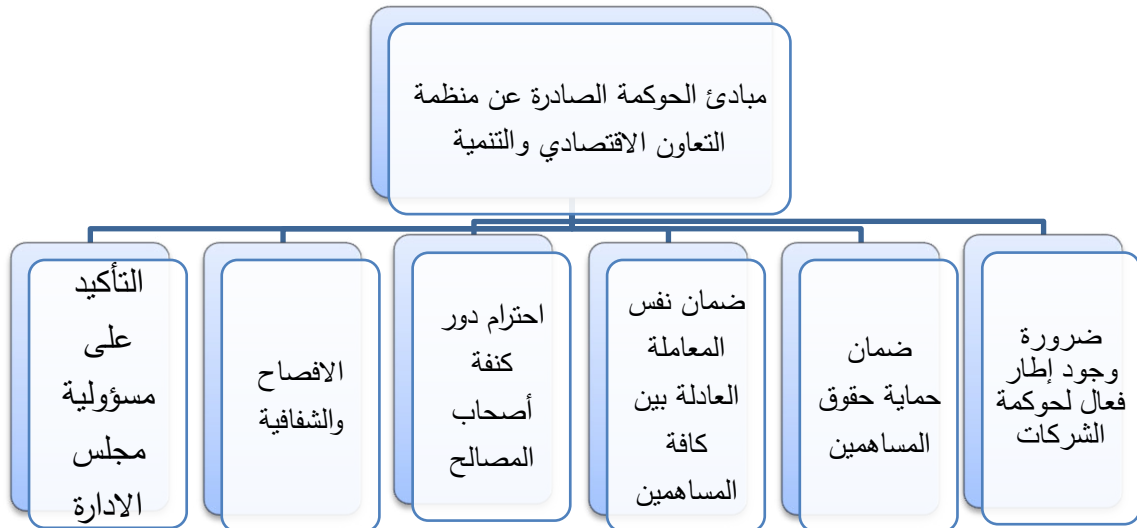 مبادئ الحوكمة الصادرة عن منظمة
التعاون الاقتصادي والتنمية
ضرورة
وجود إطار
فعال لحوكمة
الشركات
ضمان
حماية حقوق
المساهمين
ضمان نفس
المعاملة
العادلة بين
كافة
المساهمين
احترام دور
كنفة
أصحاب
المصالح
الافصاح
والشفافية
التأكيد
على
مسؤولية
مجلس
الادارة